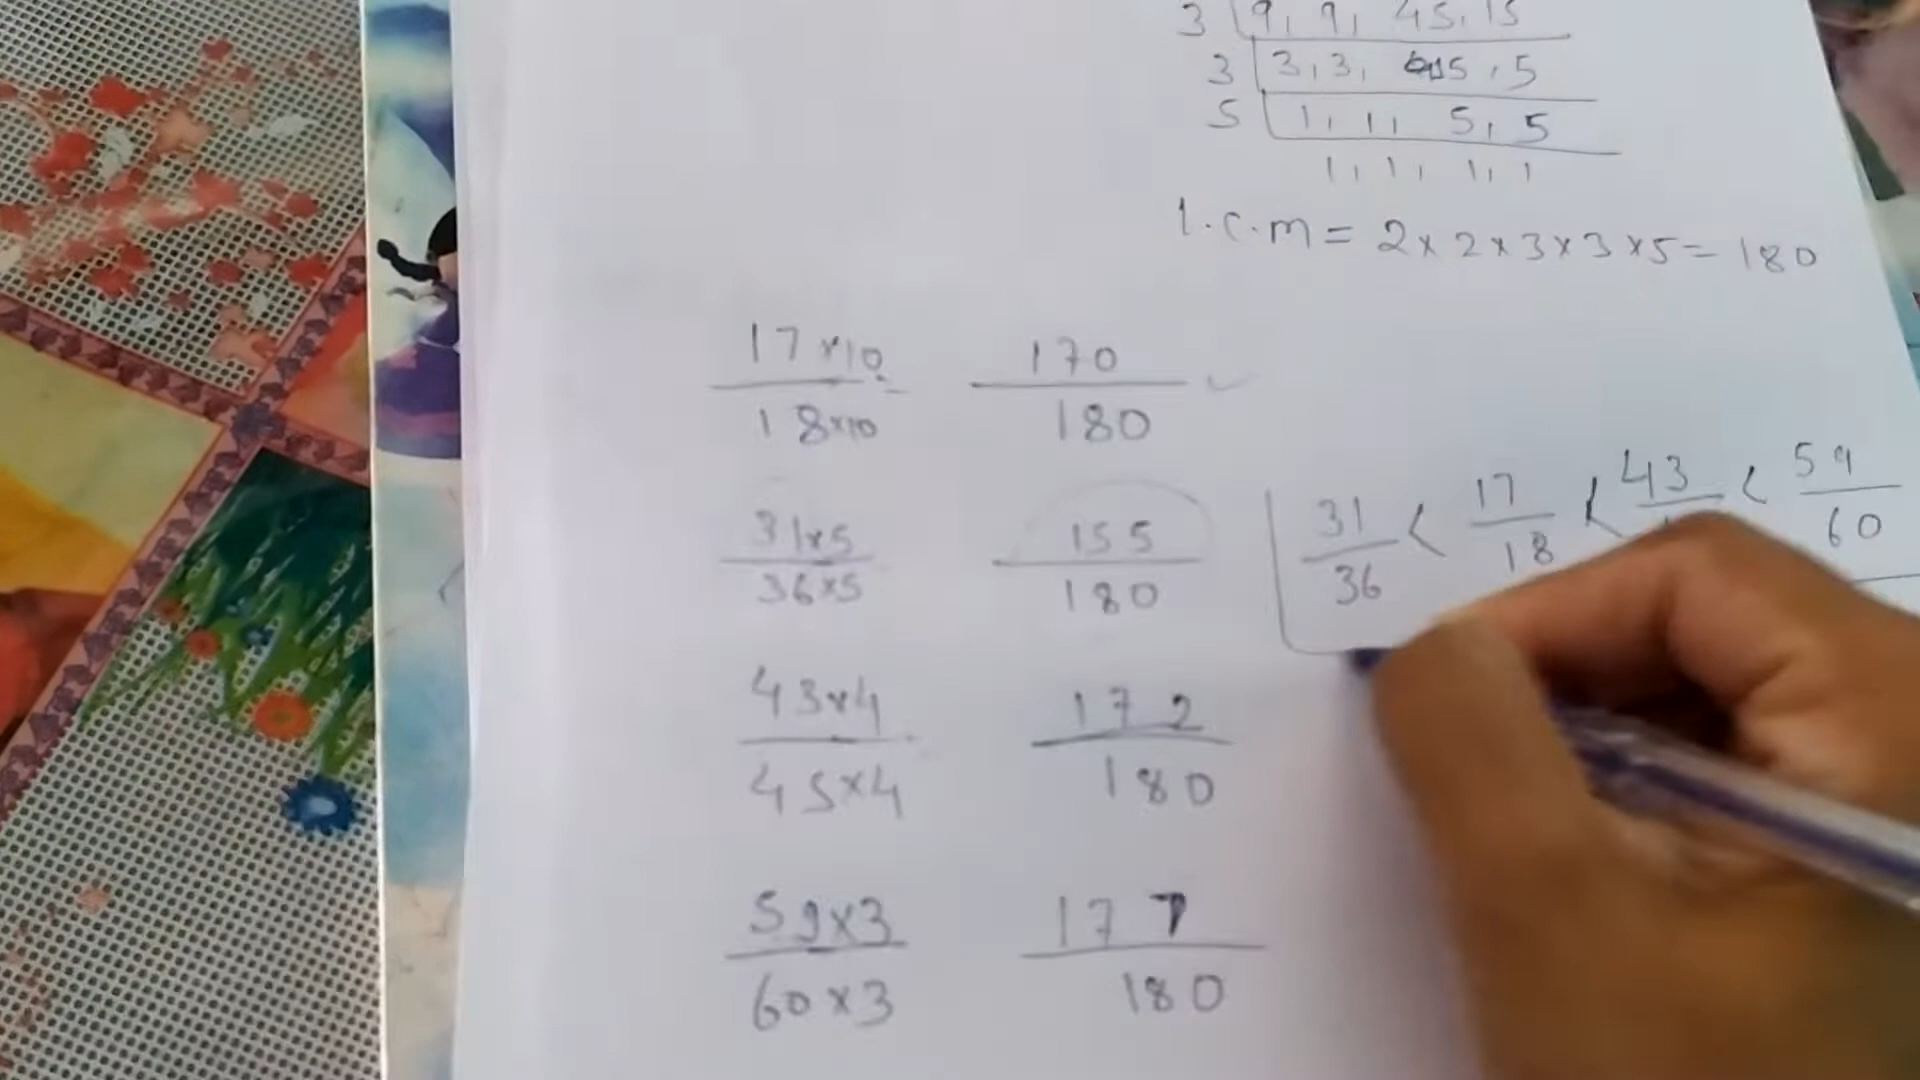 3 | 9, 9, 45, 15
3 | 3, 3, 15, 5
5 | 1, 1, 5, 5
1, 1, 1, 1
l.c.m = 2 x 2 x 3 x 3 x 5 = 180
17 x 10 / 18 x 10 = 170 / 180
31 x 5 / 36 x 5 155 / 180
31/36 < 17/18 < 43/ < 59/60
43 x 4 / 45 x 4 172 / 180
59 x 3 / 60 x 3 177 / 180